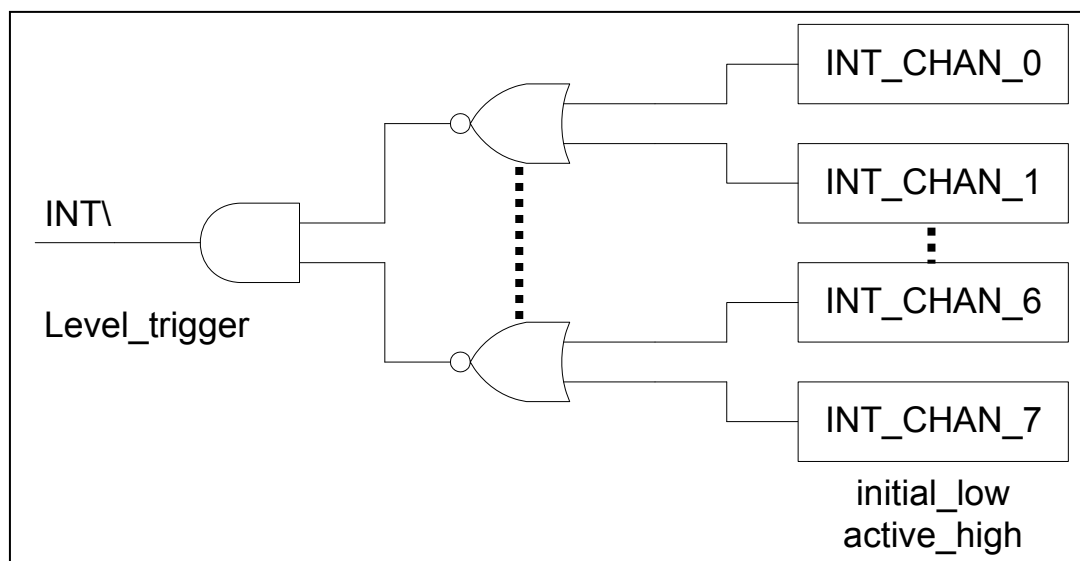 INT_CHAN_0
INT_CHAN_1
INT\
INT_CHAN_6
Level_trigger
INT_CHAN_7
initial_low
active_high